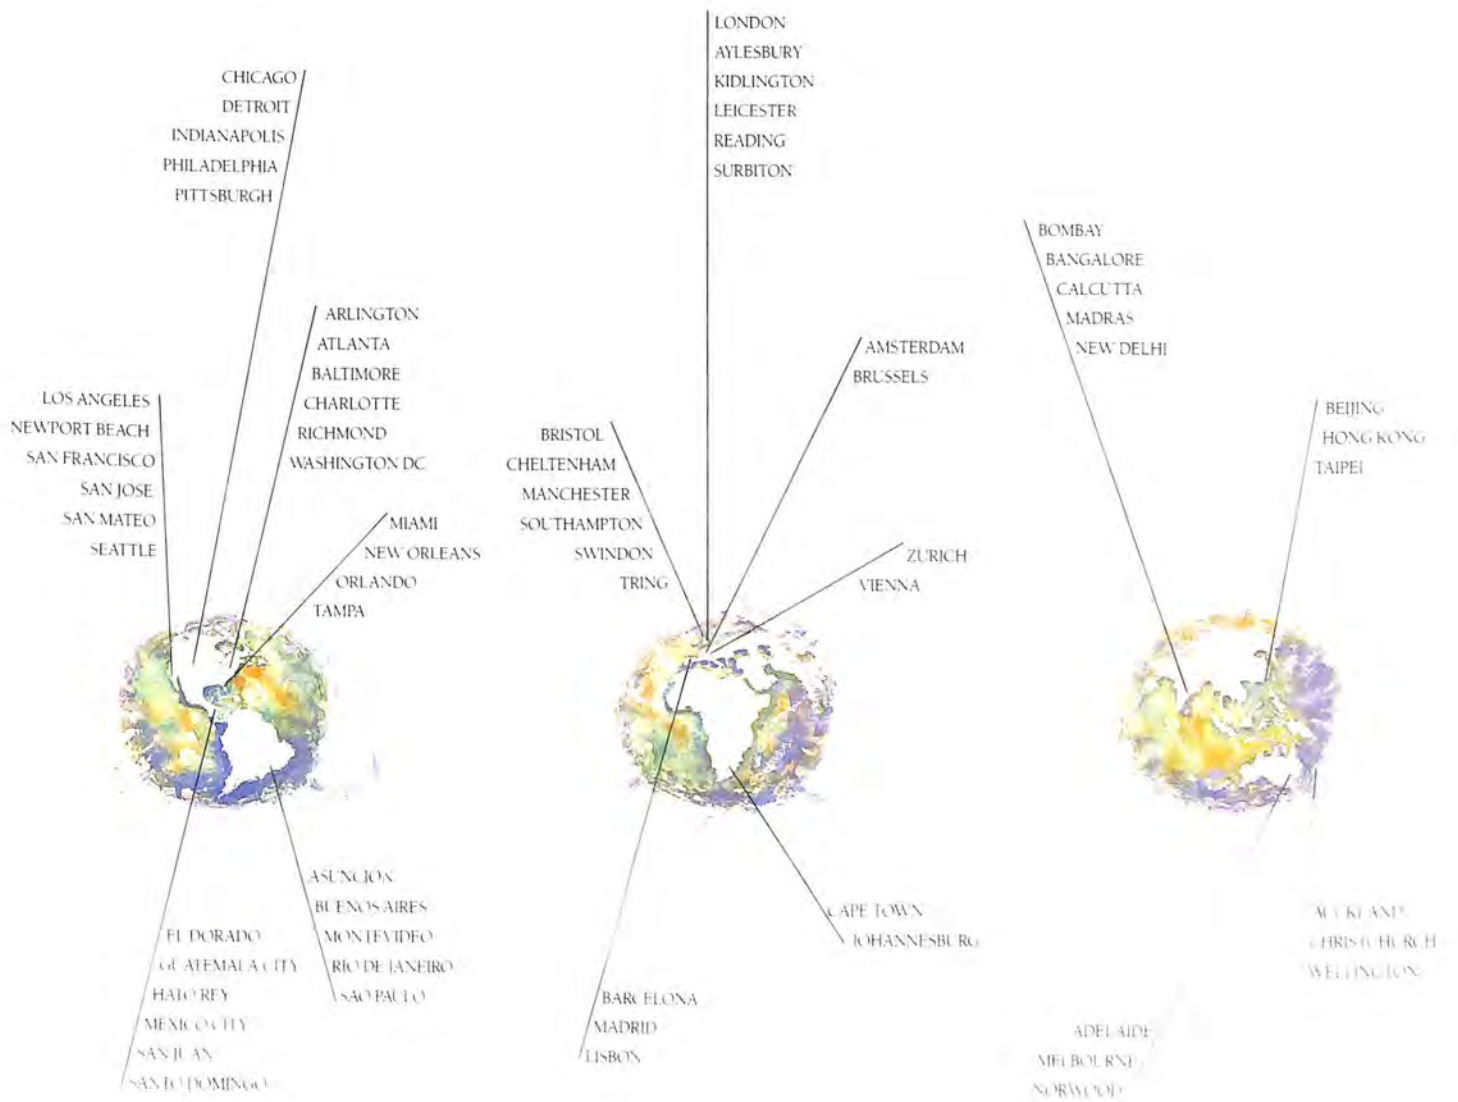 CHICAGO
DETROIT
INDIANAPOLIS
PHILADELPHIA
PITTSBURGH
ARLINGTON
ATLANTA
BALTIMORE
CHARLOTTE
RICHMOND
WASHINGTON DC
LOS ANGELES
NEWPORT BEACH
SAN FRANCISCO
SAN JOSE
SAN MATEO
SEATTLE
MIAMI
NEW ORLEANS
ORLANDO
TAMPA
EL DORADO
GUATEMALA CITY
HATO REY
MEXICO CITY
SAN JUAN
SANTO DOMINGO
ASUNCION
BUENOS AIRES
MONTEVIDEO
RIO DE JANEIRO
SAO PAULO
LONDON
AYLESBURY
KIDLINGTON
LEICESTER
READING
SURBITON
AMSTERDAM
BRUSSELS
BRISTOL
CHELTENHAM
MANCHESTER
SOUTHAMPTON
SWINDON
TRING
ZURICH
VIENNA
CAPE TOWN
JOHANNESBURG
BARCELONA
MADRID
LISBON
BOMBAY
BANGALORE
CALCUTTA
MADRAS
NEW DELHI
BEIJING
HONG KONG
TAIPEI
AUCKLAND
CHRISTCHURCH
WELLINGTON
ADELAIDE
MELBOURNE
NORWOOD